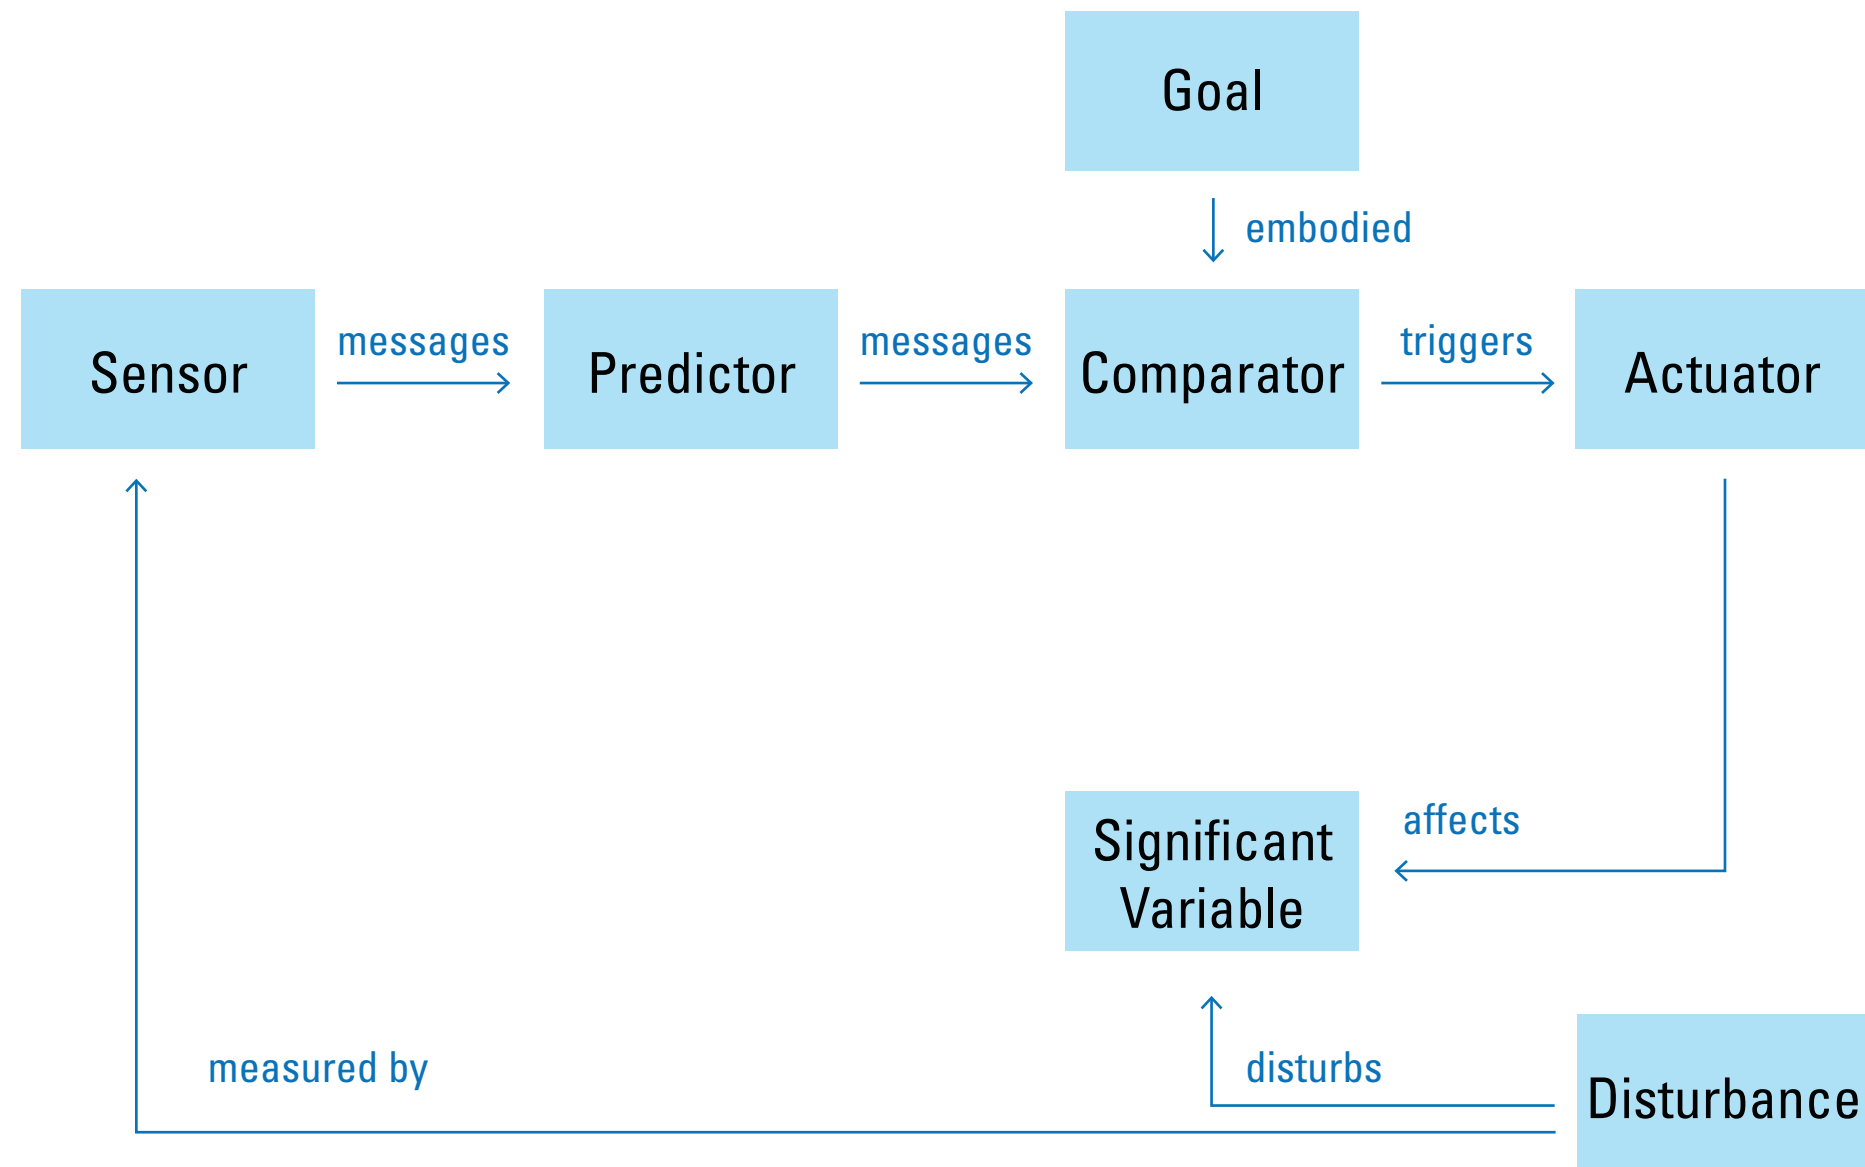 Goal
embodied
Sensor
messages
Predictor
messages
Comparator
triggers
Actuator
Significant
Variable
affects
measured by
disturbs
Disturbance